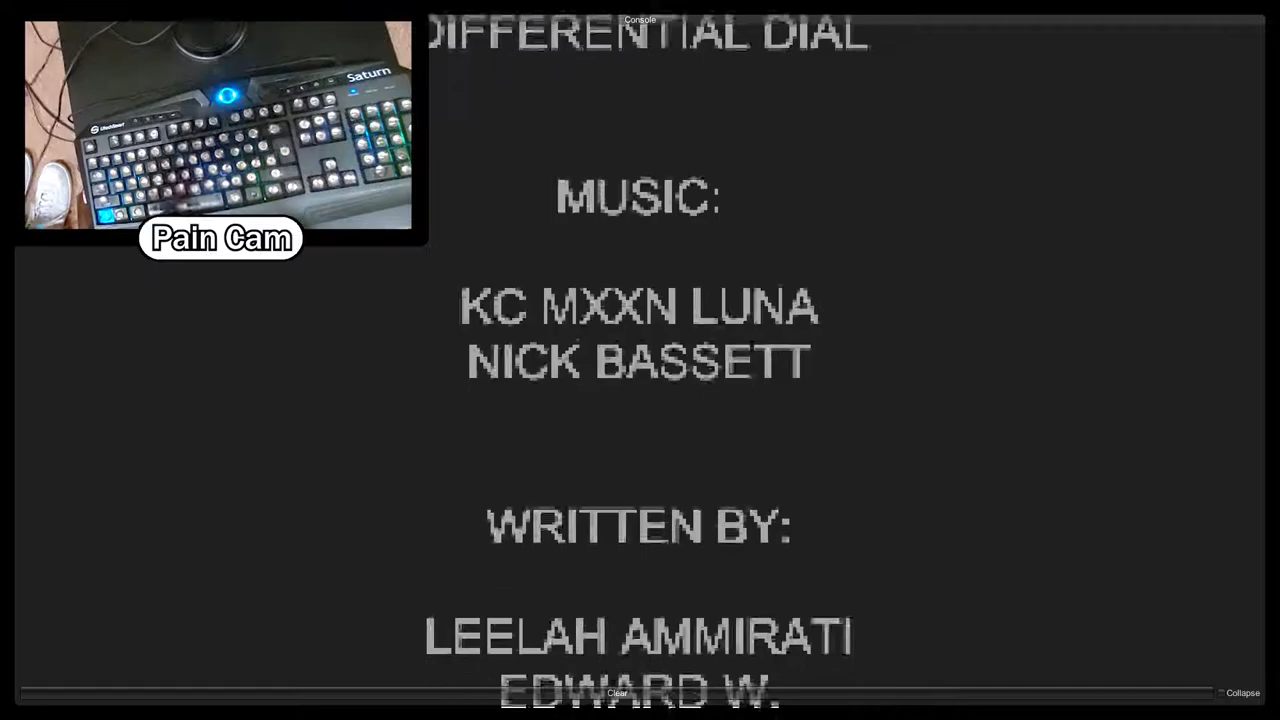 Console
DIFFERENTIAL DIAL
Saturn
Pain Cam
MUSIC:
KC MXXN LUNA
NICK BASSETT
WRITTEN BY:
LEELAH AMMIRATI
EDWARD W.
Clear
Collapse